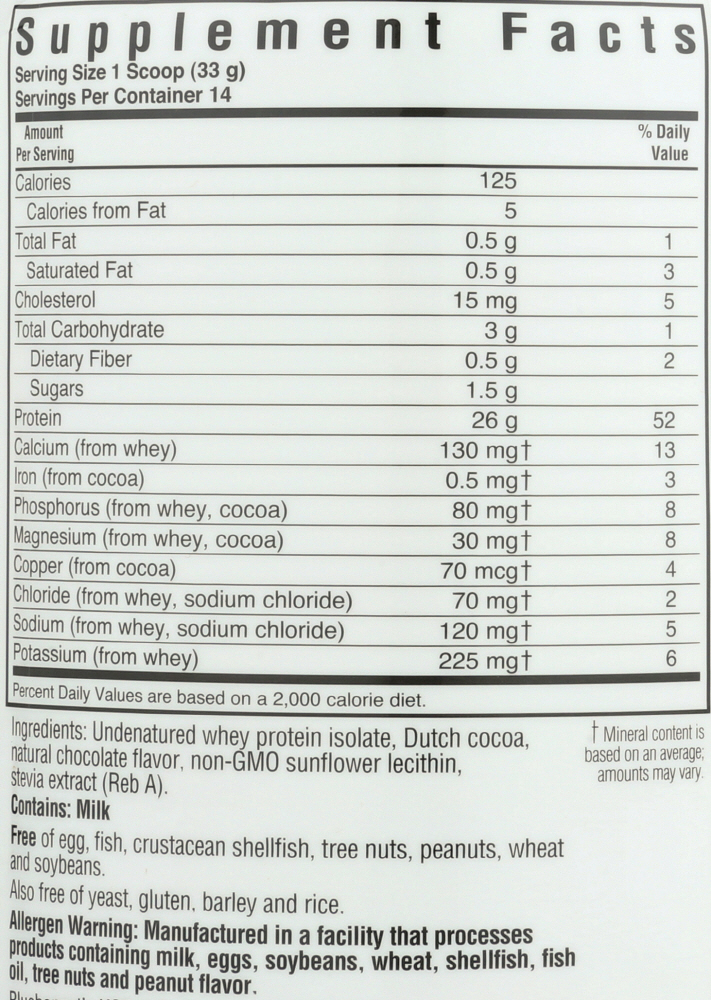 Supplement Facts
Serving Size 1 Scoop (33 g)
Servings Per Container 14
Amount Per Serving % Daily Value
Calories 125
Calories from Fat 5
Total Fat 0.5 g 1
Saturated Fat 0.5 g 3
Cholesterol 15 mg 5
Total Carbohydrate 3 g 1
Dietary Fiber 0.5 g 2
Sugars 1.5 g
Protein 26 g 52
Calcium (from whey) 130 mg† 13
Iron (from cocoa) 0.5 mg† 3
Phosphorus (from whey, cocoa) 80 mg† 8
Magnesium (from whey, cocoa) 30 mg† 8
Copper (from cocoa) 70 mcg† 4
Chloride (from whey, sodium chloride) 70 mg† 2
Sodium (from whey, sodium chloride) 120 mg† 5
Potassium (from whey) 225 mg† 6
Percent Daily Values are based on a 2,000 calorie diet.
† Mineral content is
based on an average;
amounts may vary.
Ingredients: Undenatured whey protein isolate, Dutch cocoa,
natural chocolate flavor, non-GMO sunflower lecithin,
stevia extract (Reb A).
Contains: Milk
Free of egg, fish, crustacean shellfish, tree nuts, peanuts, wheat
and soybeans.
Also free of yeast, gluten, barley and rice.
Allergen Warning: Manufactured in a facility that processes
products containing milk, eggs, soybeans, wheat, shellfish, fish
oil, tree nuts and peanut flavor.